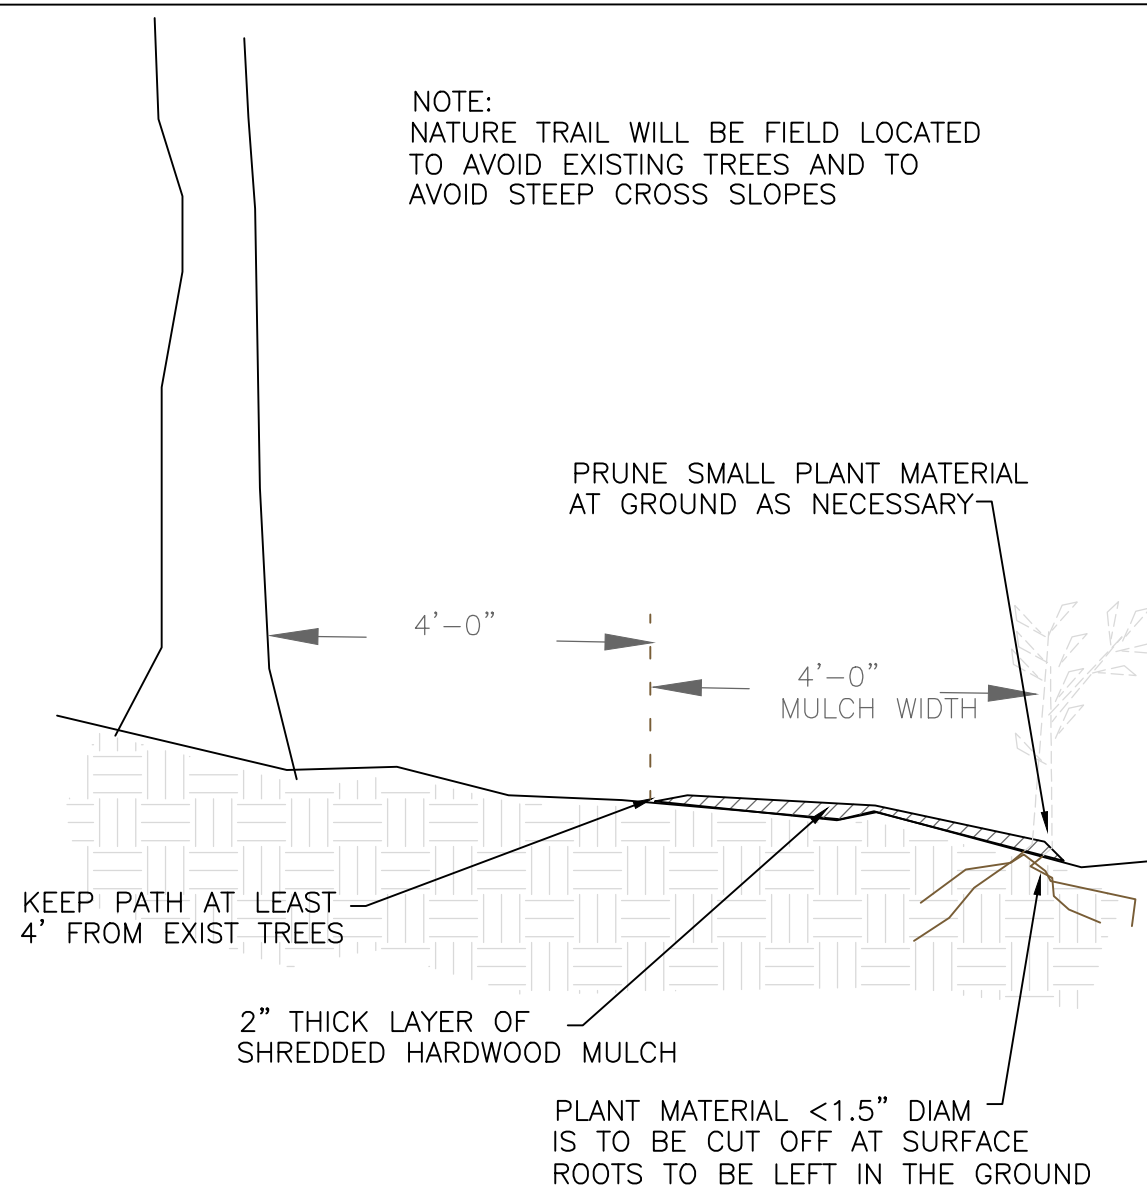 NOTE:
NATURE TRAIL WILL BE FIELD LOCATED
TO AVOID EXISTING TREES AND TO
AVOID STEEP CROSS SLOPES
PRUNE SMALL PLANT MATERIAL
AT GROUND AS NECESSARY
4'-0"
4'-0"
MULCH WIDTH
KEEP PATH AT LEAST
4' FROM EXIST TREES
2" THICK LAYER OF
SHREDDED HARDWOOD MULCH
PLANT MATERIAL <1.5" DIAM
IS TO BE CUT OFF AT SURFACE
ROOTS TO BE LEFT IN THE GROUND